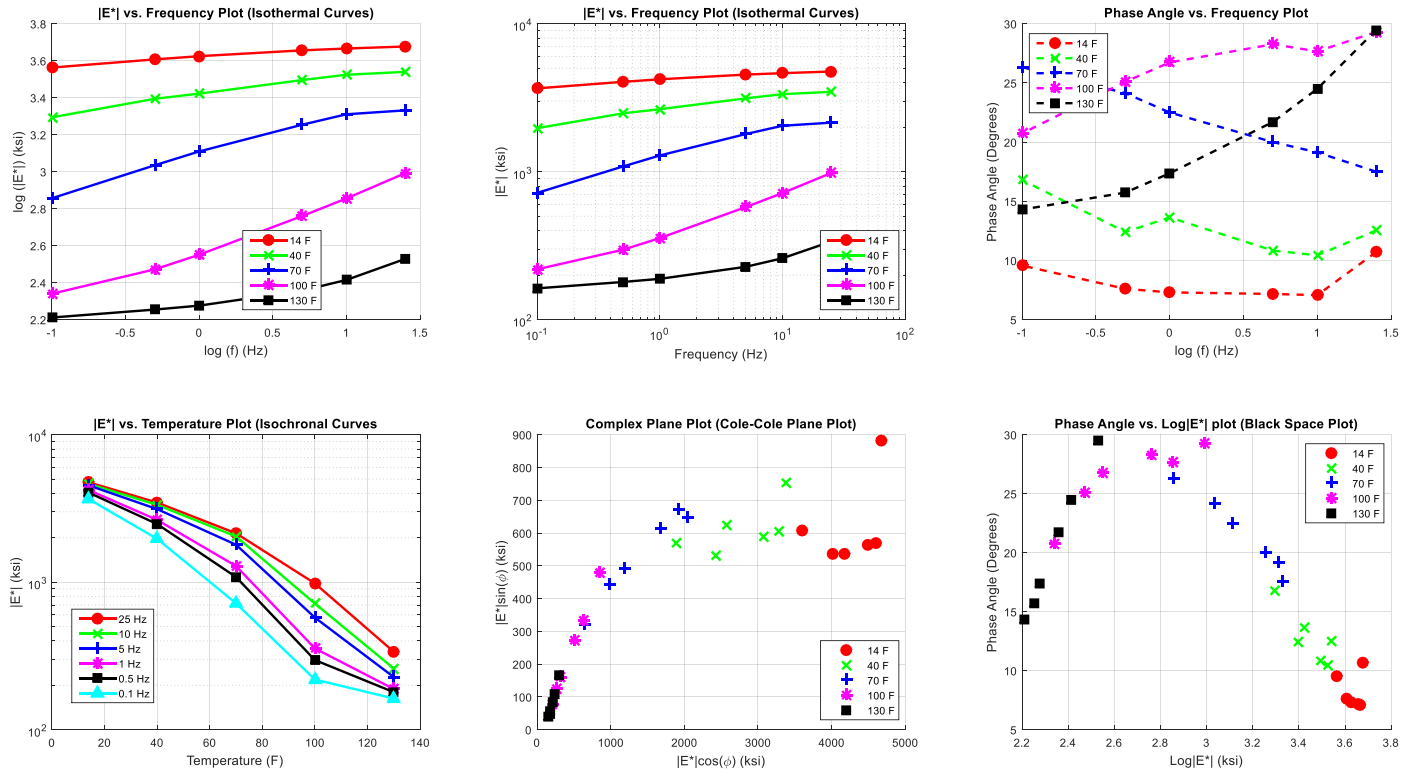 |E*| vs. Frequency Plot (Isothermal Curves)
3.8
3.6
3.4
3.2
3
2.8
2.6
2.4
2.2
log (|E*|) (ksi)
14 F
40 F
70 F
100 F
130 F
-1
-0.5
0
0.5
1
1.5
log (f) (Hz)
|E*| vs. Frequency Plot (Isothermal Curves)
10^4
10^3
10^2
|E*| (ksi)
14 F
40 F
70 F
100 F
130 F
10^-1
10^0
10^1
10^2
Frequency (Hz)
Phase Angle vs. Frequency Plot
30
25
20
15
10
5
Phase Angle (Degrees)
14 F
40 F
70 F
100 F
130 F
-1
-0.5
0
0.5
1
1.5
log (f) (Hz)
|E*| vs. Temperature Plot (Isochronal Curves
10^4
10^3
10^2
|E*| (ksi)
25 Hz
10 Hz
5 Hz
1 Hz
0.5 Hz
0.1 Hz
0
20
40
60
80
100
120
140
Temperature (F)
Complex Plane Plot (Cole-Cole Plane Plot)
900
800
700
600
500
400
300
200
100
0
|E*|sin(ϕ) (ksi)
14 F
40 F
70 F
100 F
130 F
0
1000
2000
3000
4000
5000
|E*|cos(ϕ) (ksi)
Phase Angle vs. Log|E*| plot (Black Space Plot)
30
25
20
15
10
5
Phase Angle (Degrees)
14 F
40 F
70 F
100 F
130 F
2.2
2.4
2.6
2.8
3
3.2
3.4
3.6
3.8
Log|E*| (ksi)